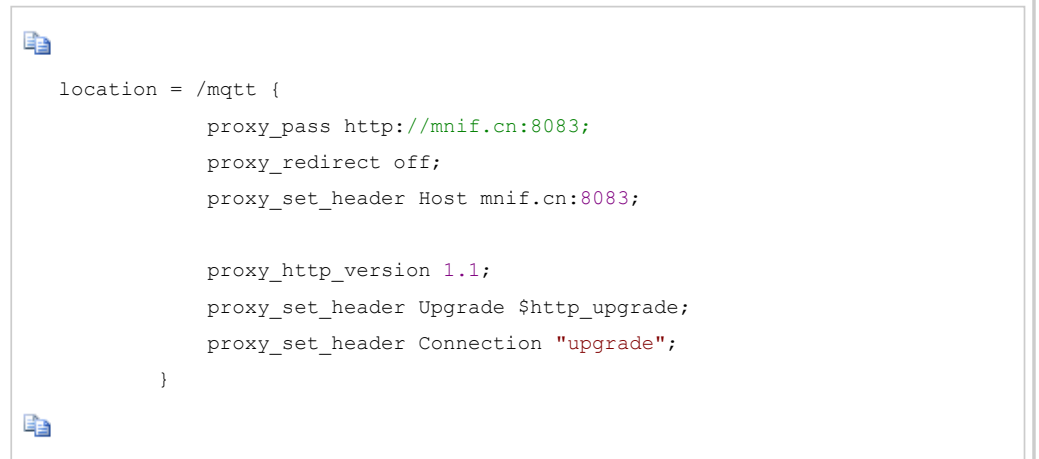 location = /mqtt {
proxy_pass http://mnif.cn:8083;
proxy_redirect off;
proxy_set_header Host mnif.cn:8083;
proxy_http_version 1.1;
proxy_set_header Upgrade $http_upgrade;
proxy_set_header Connection "upgrade";
}